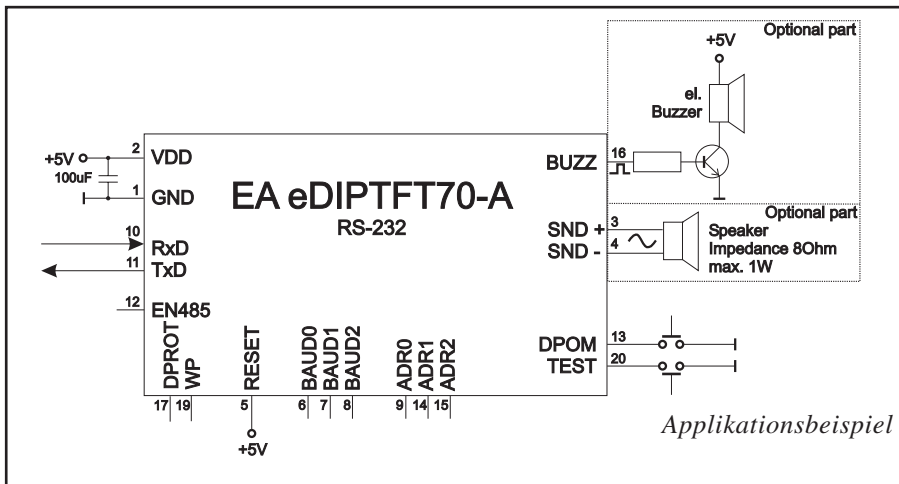 Optional part
+5V
el.
Buzzer
2
VDD
+5V
100uF
1
GND
EA eDIPTFT70-A
RS-232
BUZZ
16
Optional part
SND +
3
Speaker
Impedance 8Ohm
max. 1W
SND -
4
10
RxD
11
TxD
12
EN485
DPOM
13
TEST
20
DPROT
WP
RESET
BAUD0
BAUD1
BAUD2
ADR0
ADR1
ADR2
17
19
5
6
7
8
9
14
15
+5V
Applikationsbeispiel